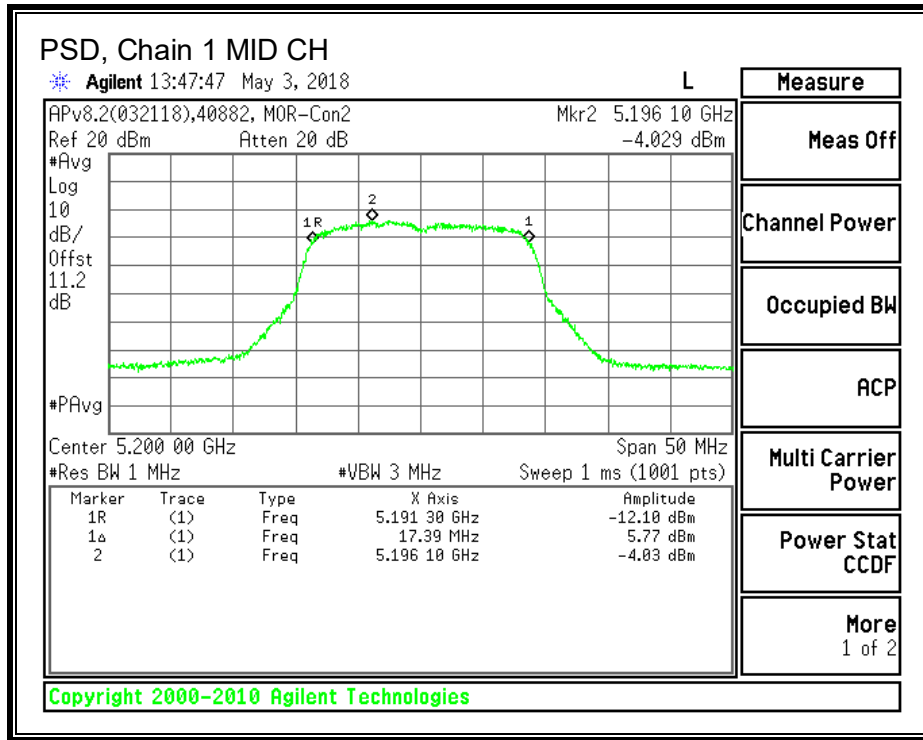 PSD, Chain 1 MID CH
Agilent 13:47:47 May 3, 2018 L
APv8.2(032118),40882, MOR-Con2 Mkr2 5.196 10 GHz
Ref 20 dBm Atten 20 dB -4.029 dBm
#Avg
Log
10
dB/
Offst
11.2
dB
#PAvg
1R
2
1
Center 5.200 00 GHz Span 50 MHz
#Res BW 1 MHz #VBW 3 MHz Sweep 1 ms (1001 pts)
Marker Trace Type X Axis Amplitude
1R (1) Freq 5.191 30 GHz -12.10 dBm
1Δ (1) Freq 17.39 MHz 5.77 dBm
2 (1) Freq 5.196 10 GHz -4.03 dBm
Measure
Meas Off
Channel Power
Occupied BW
ACP
Multi Carrier
Power
Power Stat
CCDF
More
1 of 2
Copyright 2000-2010 Agilent Technologies